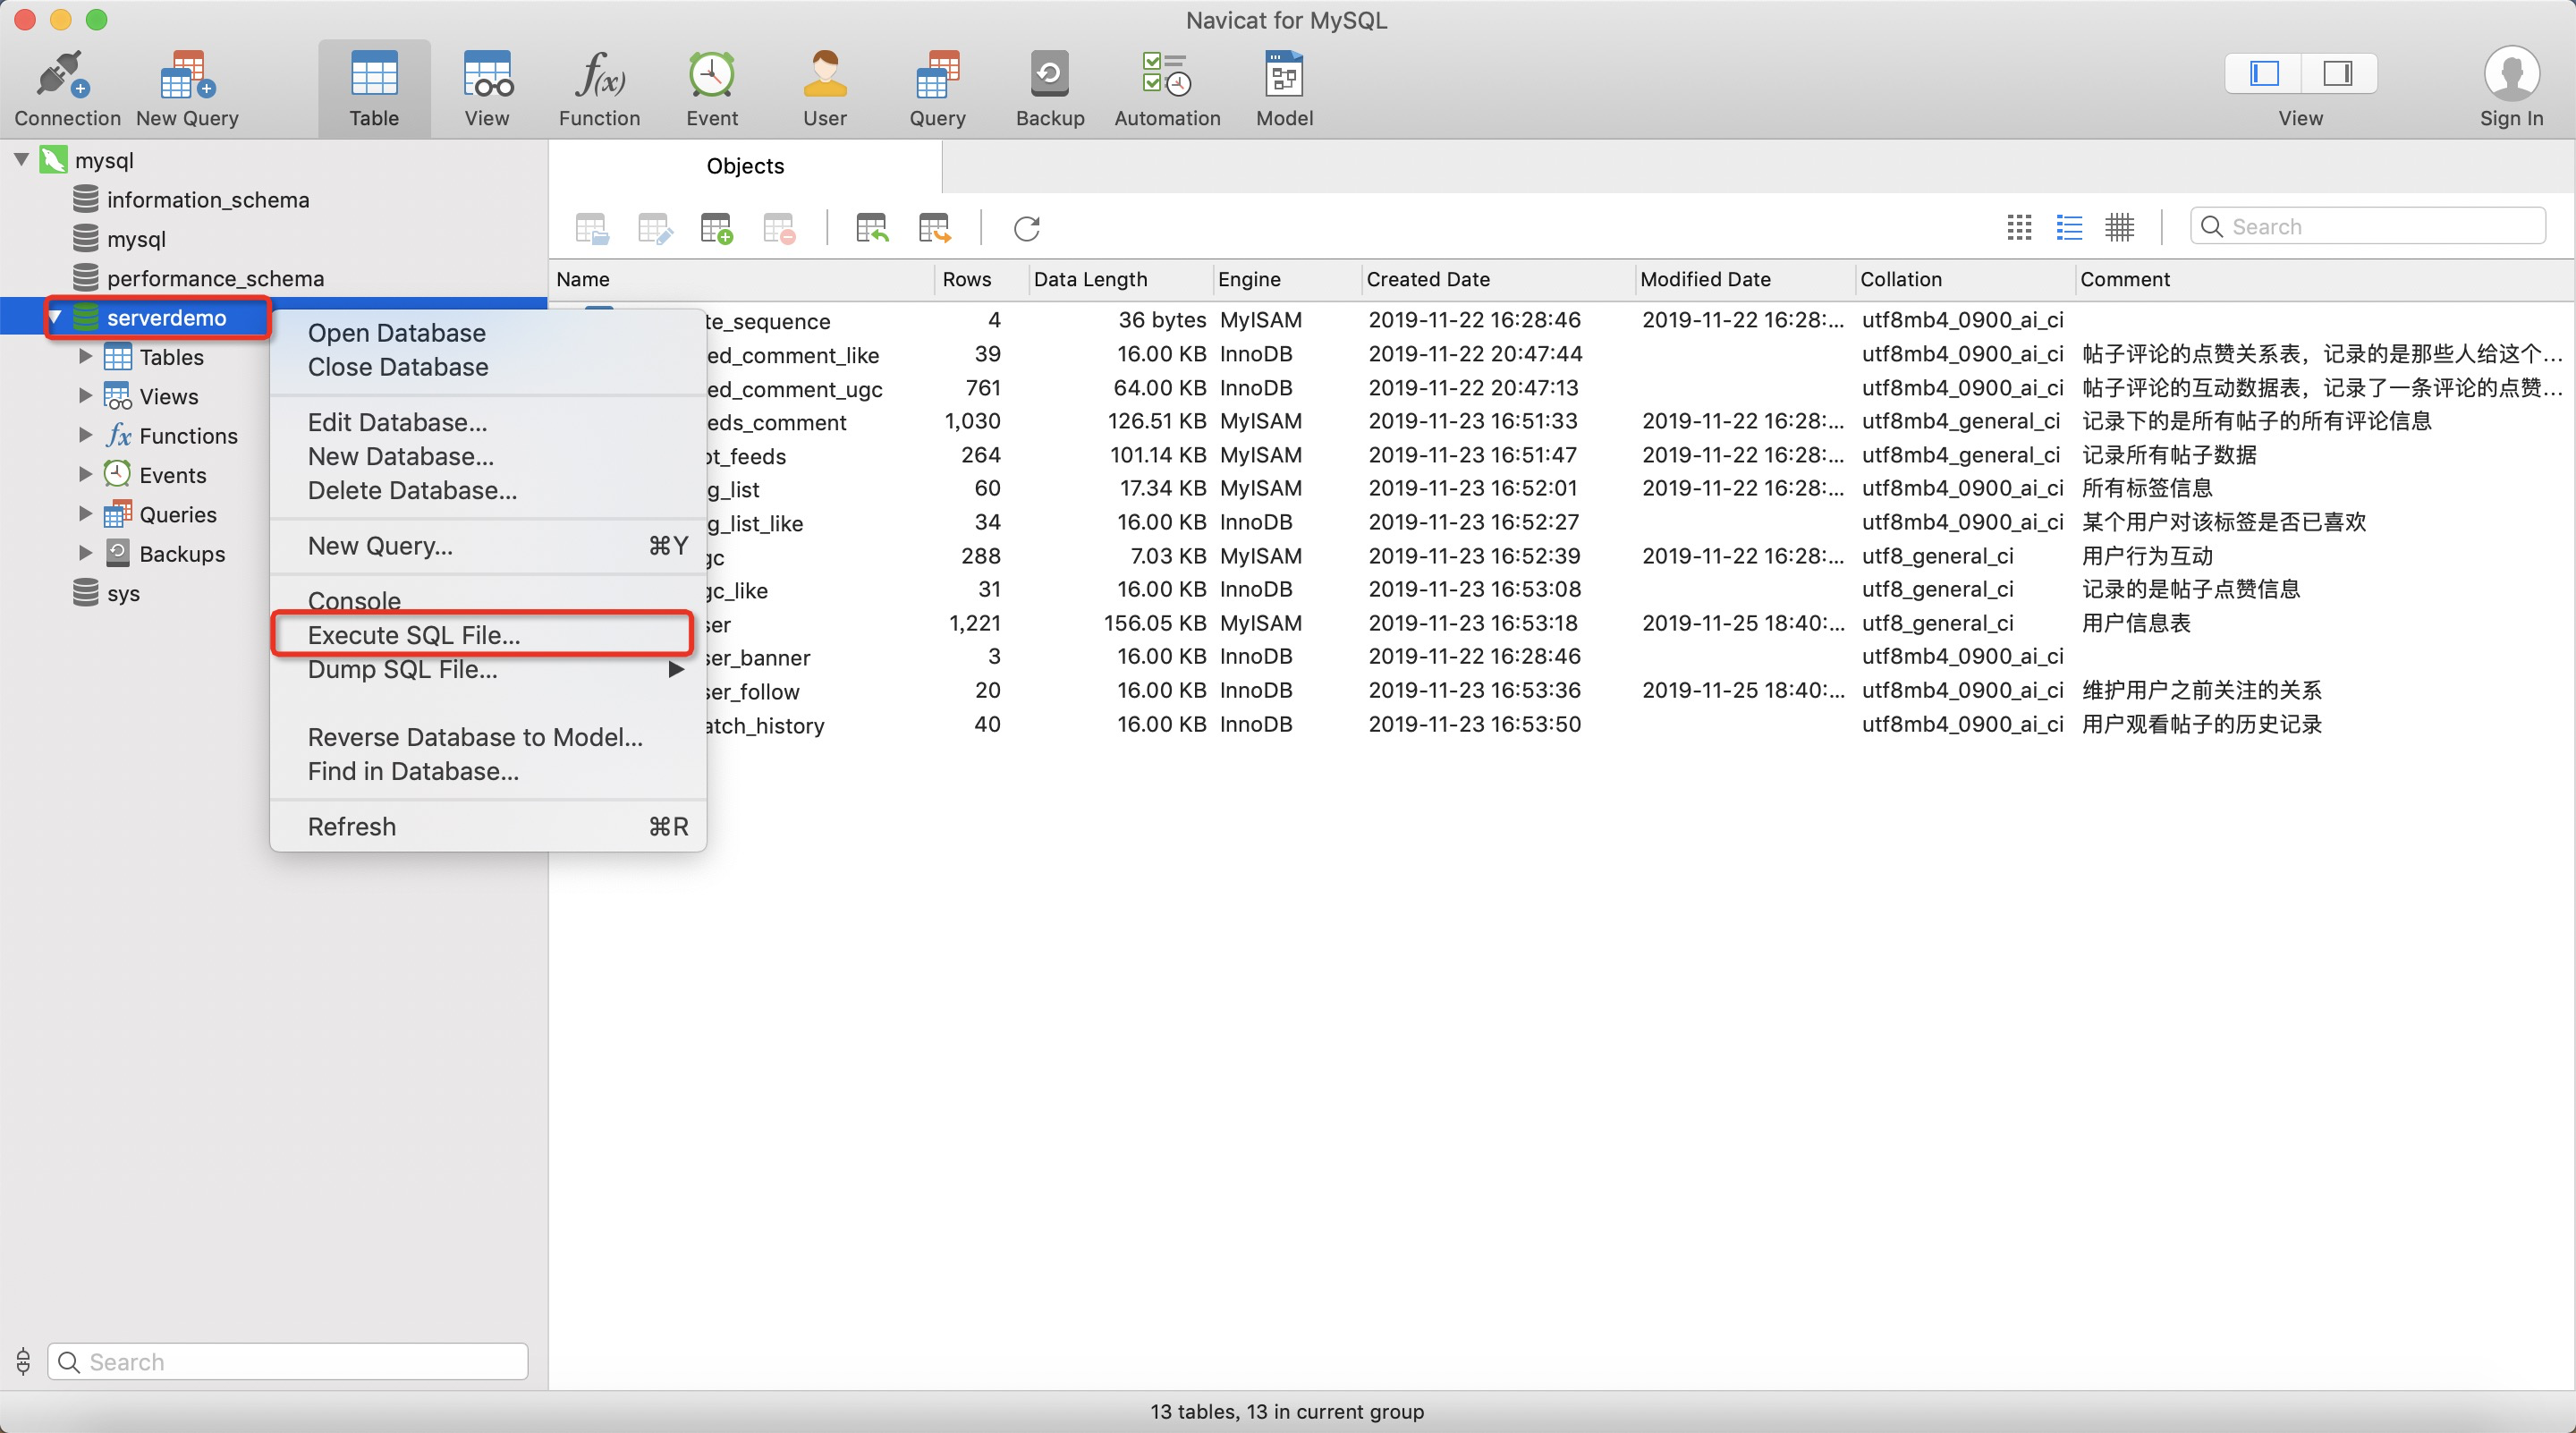 Navicat for MySQL
Connection New Query Table View Function Event User Query Backup Automation Model View Sign In
mysql
information_schema
mysql
performance_schema
serverdemo
Tables
Views
Functions
Events
Queries
Backups
sys
Search
Open Database
Close Database
Edit Database...
New Database...
Delete Database...
New Query... ⌘Y
Console
Execute SQL File...
Dump SQL File...
Reverse Database to Model...
Find in Database...
Refresh ⌘R
Objects
Search
Name Rows Data Length Engine Created Date Modified Date Collation Comment
te_sequence 4 36 bytes MyISAM 2019-11-22 16:28:46 2019-11-22 16:28:... utf8mb4_0900_ai_ci
ed_comment_like 39 16.00 KB InnoDB 2019-11-22 20:47:44 utf8mb4_0900_ai_ci 帖子评论的点赞关系表，记录的是那些人给这个...
ed_comment_ugc 761 64.00 KB InnoDB 2019-11-22 20:47:13 utf8mb4_0900_ai_ci 帖子评论的互动数据表，记录了一条评论的点赞...
eds_comment 1,030 126.51 KB MyISAM 2019-11-23 16:51:33 2019-11-22 16:28:... utf8mb4_general_ci 记录下的是所有帖子的所有评论信息
ot_feeds 264 101.14 KB MyISAM 2019-11-23 16:51:47 2019-11-22 16:28:... utf8mb4_general_ci 记录所有帖子数据
g_list 60 17.34 KB MyISAM 2019-11-23 16:52:01 2019-11-22 16:28:... utf8mb4_0900_ai_ci 所有标签信息
g_list_like 34 16.00 KB InnoDB 2019-11-23 16:52:27 utf8mb4_0900_ai_ci 某个用户对该标签是否已喜欢
gc 288 7.03 KB MyISAM 2019-11-23 16:52:39 2019-11-22 16:28:... utf8_general_ci 用户行为互动
gc_like 31 16.00 KB InnoDB 2019-11-23 16:53:08 utf8_general_ci 记录的是帖子点赞信息
ser 1,221 156.05 KB MyISAM 2019-11-23 16:53:18 2019-11-25 18:40:... utf8_general_ci 用户信息表
ser_banner 3 16.00 KB InnoDB 2019-11-22 16:28:46 utf8mb4_0900_ai_ci
ser_follow 20 16.00 KB InnoDB 2019-11-23 16:53:36 2019-11-25 18:40:... utf8mb4_0900_ai_ci 维护用户之前关注的关系
atch_history 40 16.00 KB InnoDB 2019-11-23 16:53:50 utf8mb4_0900_ai_ci 用户观看帖子的历史记录
13 tables, 13 in current group